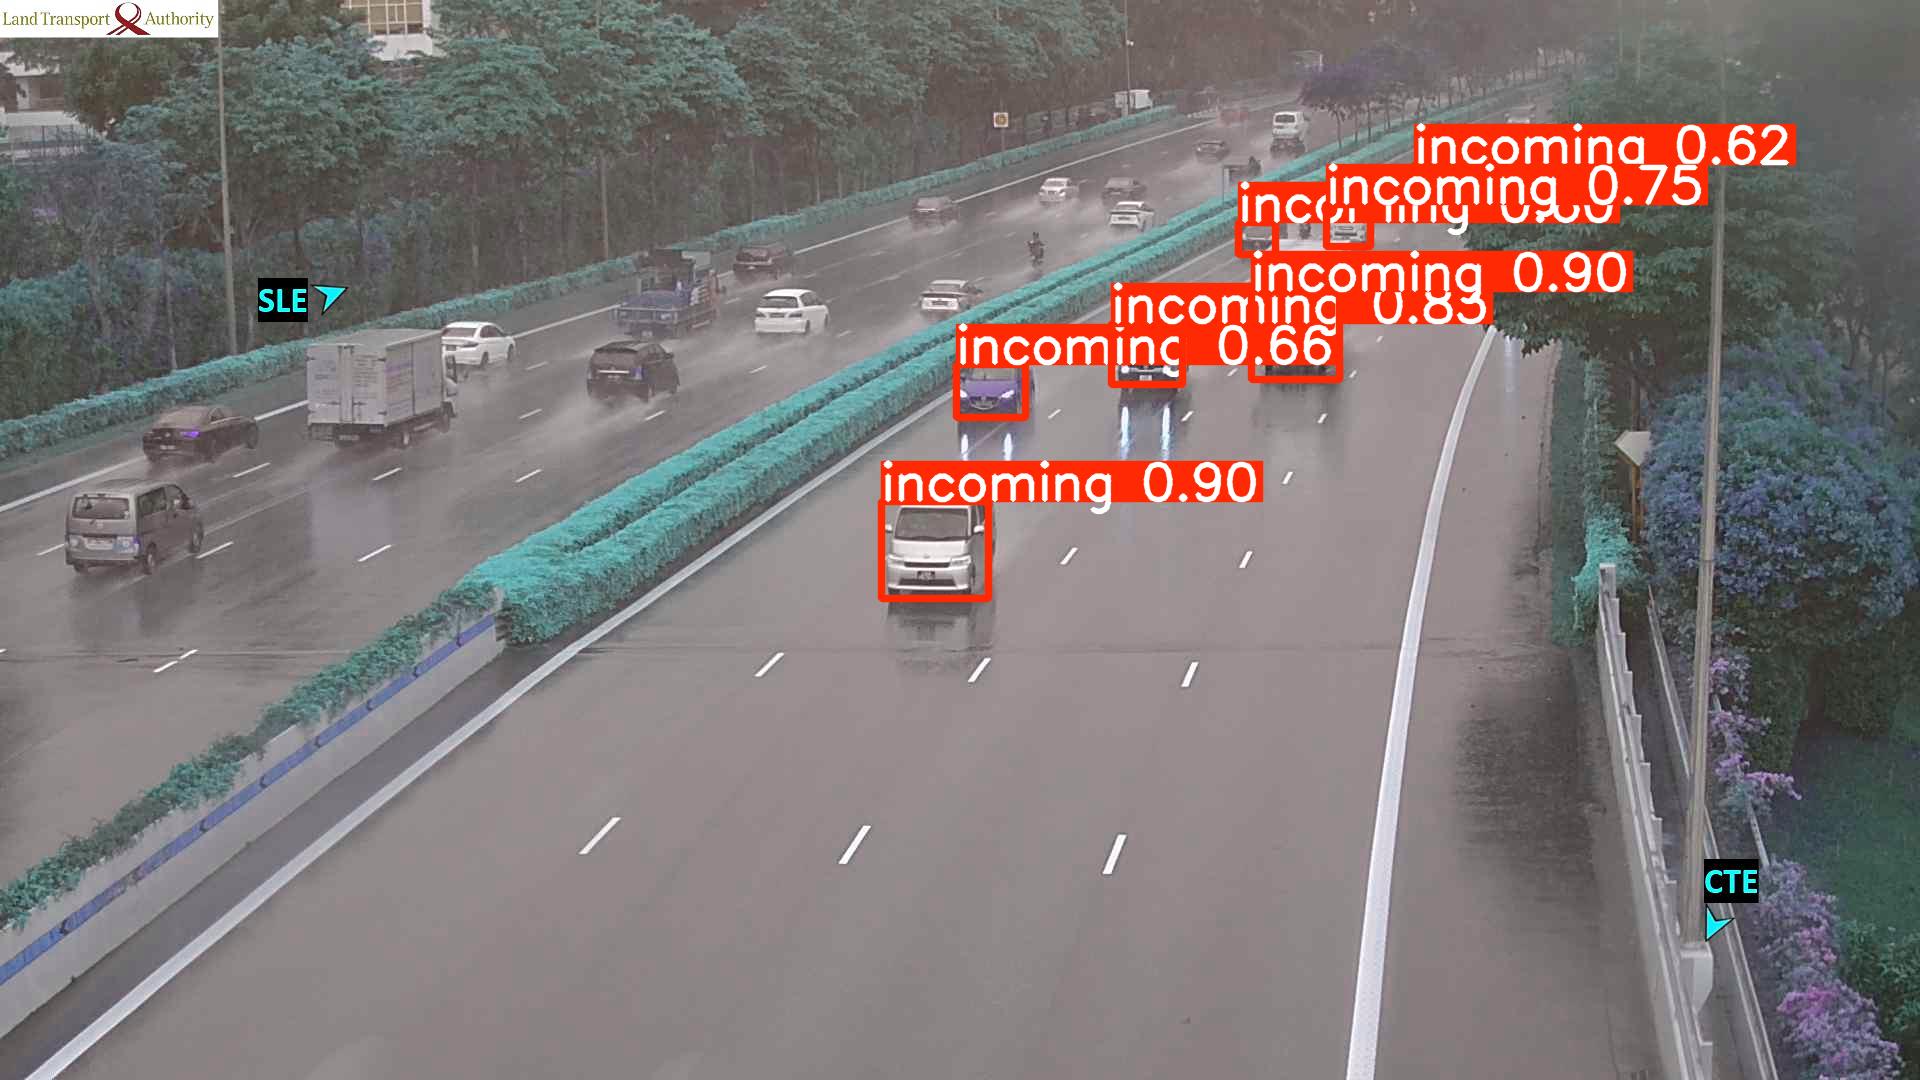 Land Transport Authority
incoming 0.62
incoming 0.75
incoming 0.90
incoming 0.85
incoming 0.66
SLE
incoming 0.90
CTE